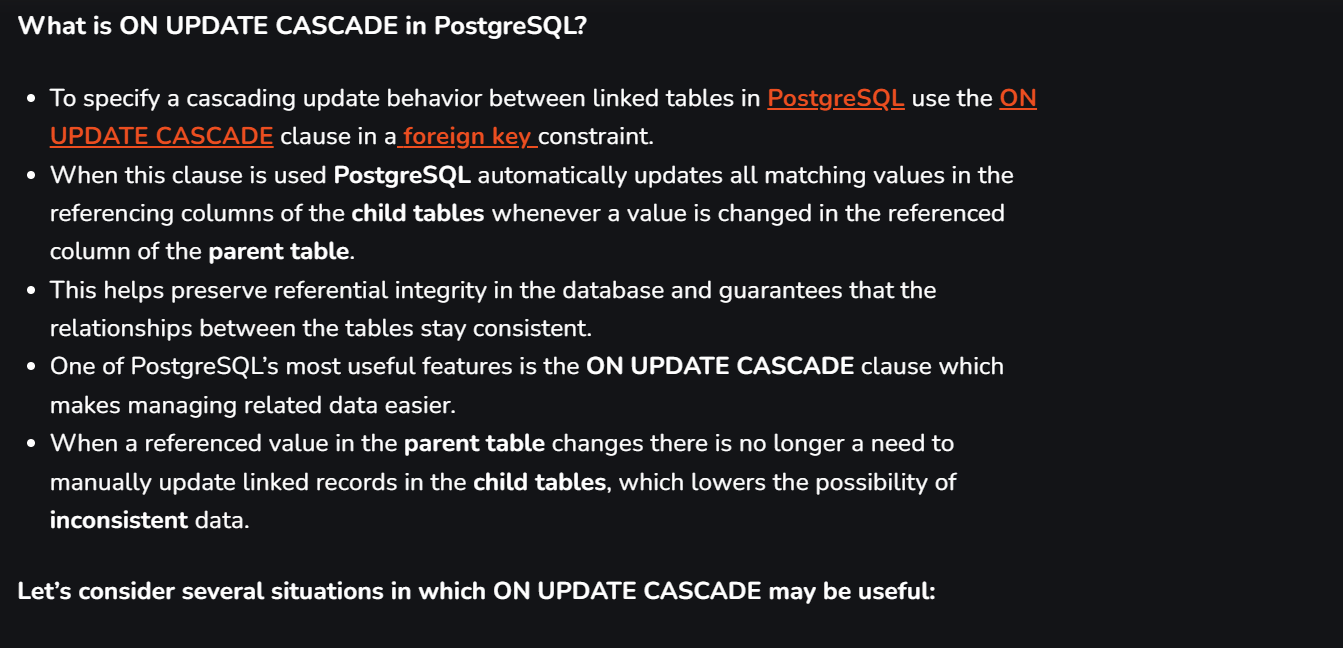 What is ON UPDATE CASCADE in PostgreSQL?
• To specify a cascading update behavior between linked tables in PostgreSQL use the ON
UPDATE CASCADE clause in a foreign key constraint.
• When this clause is used PostgreSQL automatically updates all matching values in the
referencing columns of the child tables whenever a value is changed in the referenced
column of the parent table.
• This helps preserve referential integrity in the database and guarantees that the
relationships between the tables stay consistent.
• One of PostgreSQL’s most useful features is the ON UPDATE CASCADE clause which
makes managing related data easier.
• When a referenced value in the parent table changes there is no longer a need to
manually update linked records in the child tables, which lowers the possibility of
inconsistent data.
Let’s consider several situations in which ON UPDATE CASCADE may be useful: